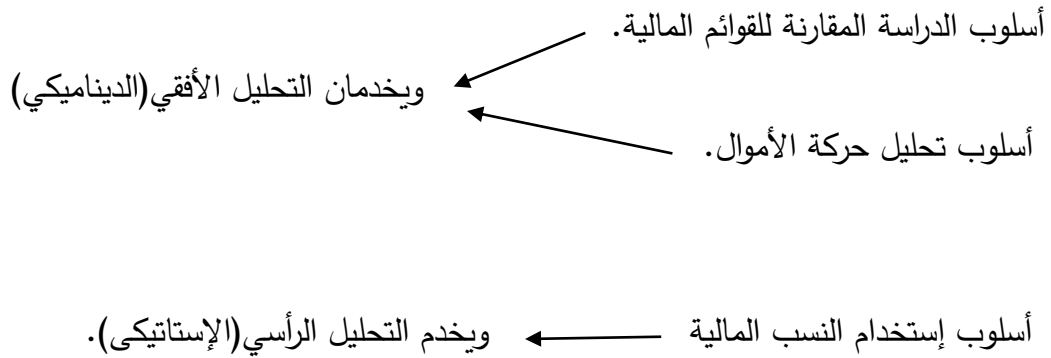 أسلوب الدراسة المقارنة للقوائم المالية.
ويخدمان التحليل الأفقي(الديناميكي)
أسلوب تحليل حركة الأموال.
أسلوب إستخدام النسب المالية ويخدم التحليل الرأسي(الإستاتيكى).